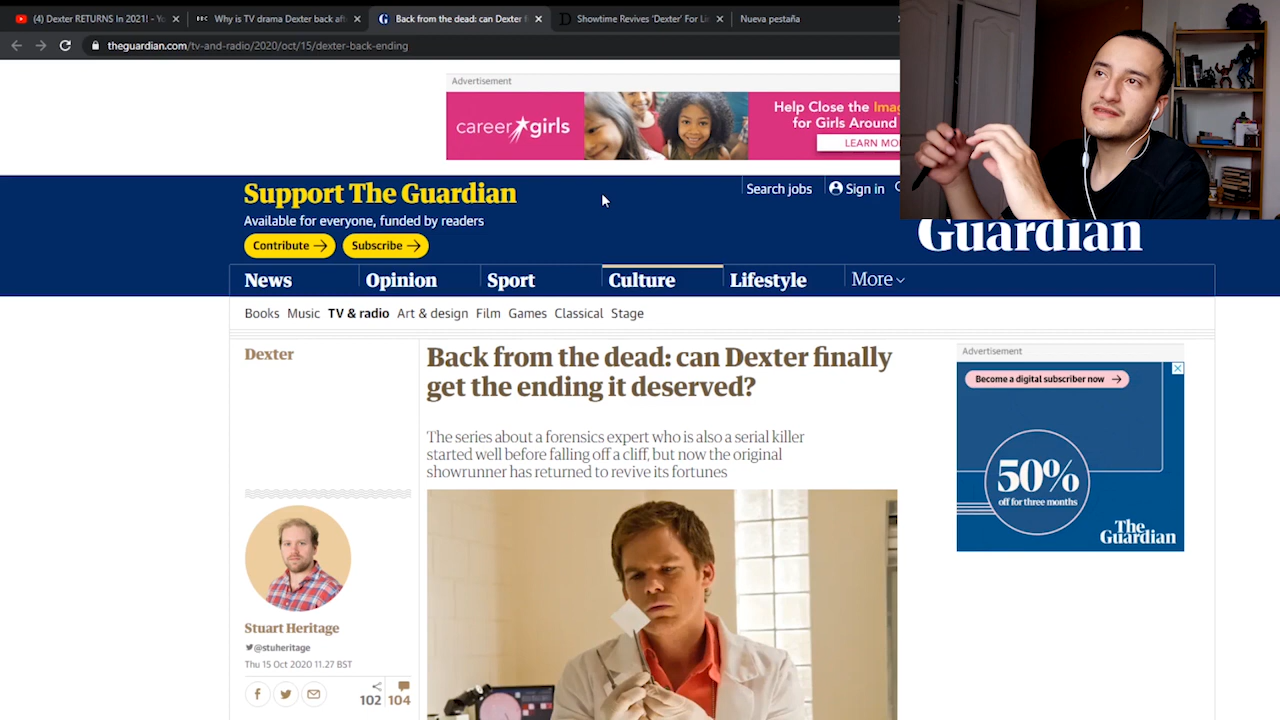 (4) Dexter RETURNS In 2021! - Yo
Why is TV drama Dexter back aft
Back from the dead: can Dexter f
Showtime Revives 'Dexter' For Li
Nueva pestaña
theguardian.com/tv-and-radio/2020/oct/15/dexter-back-ending
Advertisement
career girls
Help Close the Imag
for Girls Around
LEARN MO
Support The Guardian
Available for everyone, funded by readers
Contribute
Subscribe
Search jobs
Sign in
Guardian
News
Opinion
Sport
Culture
Lifestyle
More
Books Music TV & radio Art & design Film Games Classical Stage
Dexter
Back from the dead: can Dexter finally
get the ending it deserved?
The series about a forensics expert who is also a serial killer
started well before falling off a cliff, but now the original
showrunner has returned to revive its fortunes
Stuart Heritage
@stuheritage
Thu 15 Oct 2020 11.27 BST
102
104
Advertisement
Become a digital subscriber now
50%
off for three months
The
Guardian